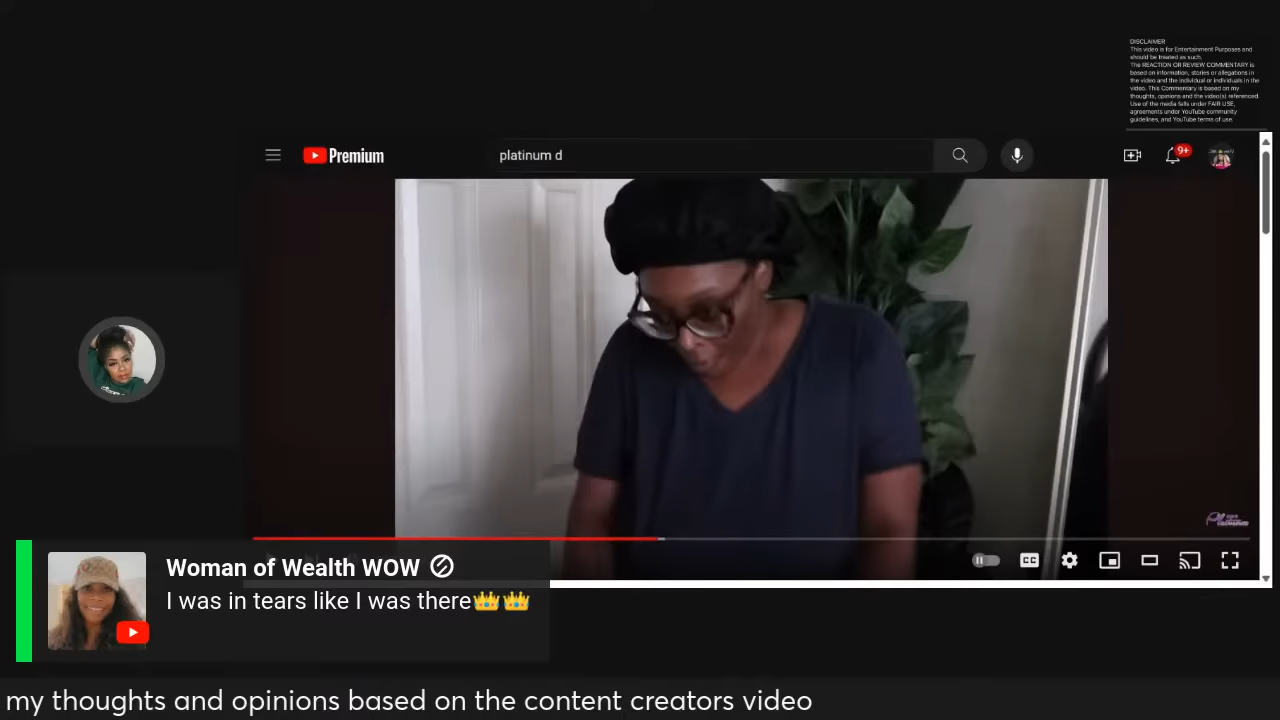 DISCLAIMER
This video is for Entertainment Purposes and
should be treated as such.
The REACTION OR REVIEW COMMENTARY is
based on information, stories or allegations in
the video and the individual or individuals in the
video. This Commentary is based on my
thoughts, opinions and the video(s) referenced.
Use of the media falls under FAIR USE,
agreements under YouTube community
guidelines, and YouTube terms of use.
Premium
platinum d
9+
CC
Woman of Wealth WOW
I was in tears like I was there👑👑
my thoughts and opinions based on the content creators video